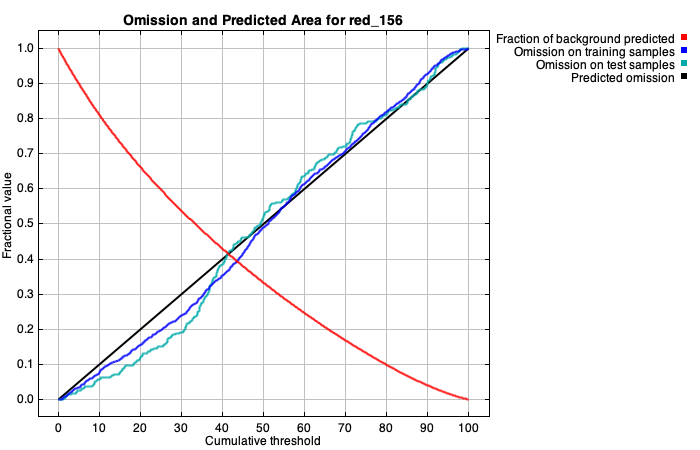 Omission and Predicted Area for red_156
Fraction of background predicted
Omission on training samples
Omission on test samples
Predicted omission
1.0
0.9
0.8
0.7
0.6
0.5
0.4
0.3
0.2
0.1
0.0
Fractional value
0 10 20 30 40 50 60 70 80 90 100
Cumulative threshold